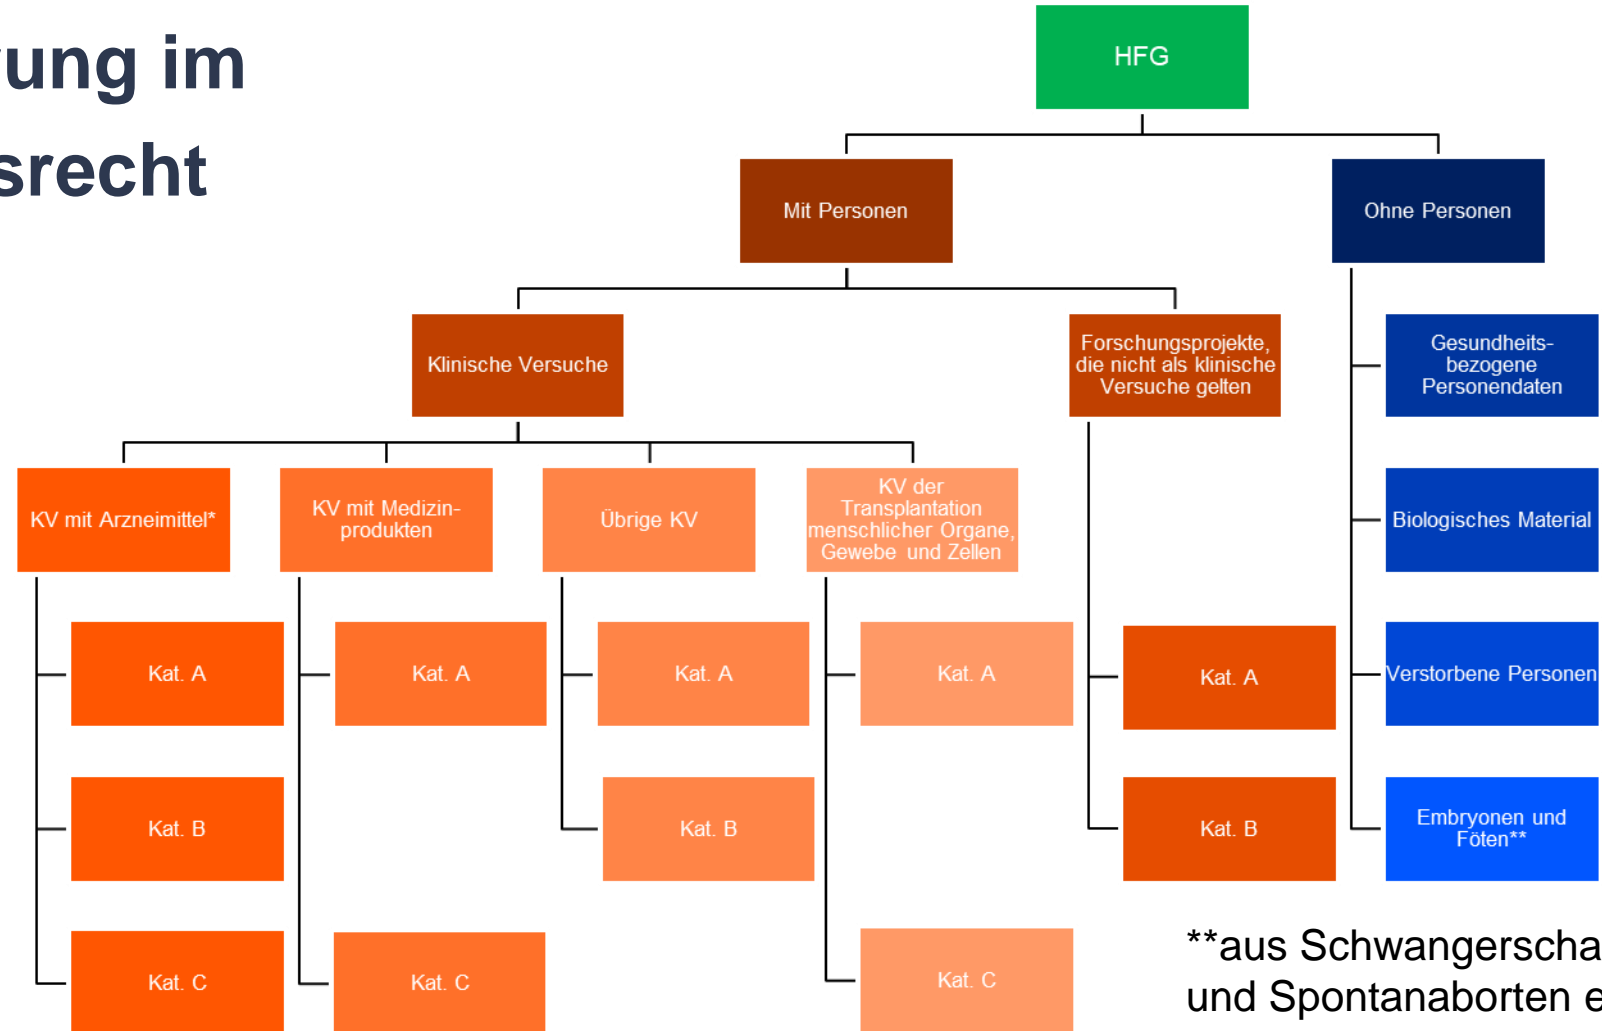 ung im
srecht
HFG
Mit Personen
Ohne Personen
Klinische Versuche
Forschungsprojekte,
die nicht als klinische
Versuche gelten
Gesundheits-
bezogene
Personendaten
KV mit Arzneimittel*
KV mit Medizin-
produkten
Übrige KV
KV der
Transplantation
menschlicher Organe,
Gewebe und Zellen
Biologisches Material
Kat. A
Kat. A
Kat. A
Kat. A
Kat. A
Verstorbene Personen
Kat. B
Kat. B
Kat. B
Embryonen und
Föten**
Kat. C
Kat. C
Kat. C
**aus Schwangerscha
und Spontanaborten e